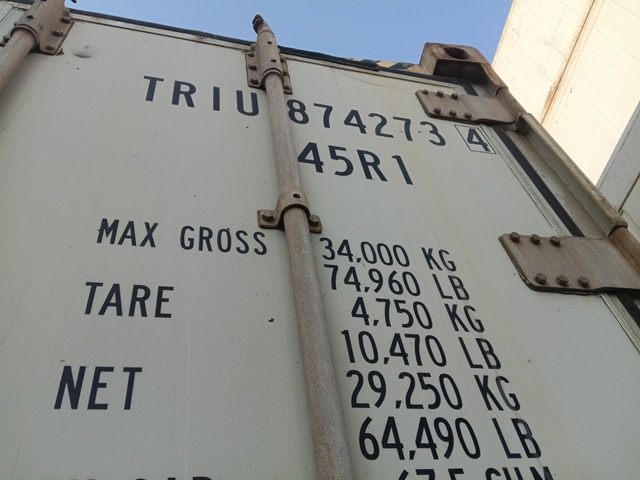 TRIU 874273 4
45R1
MAX GROSS 34,000 KG
74,960 LB
TARE 4,750 KG
10,470 LB
NET 29,250 KG
64,490 LB